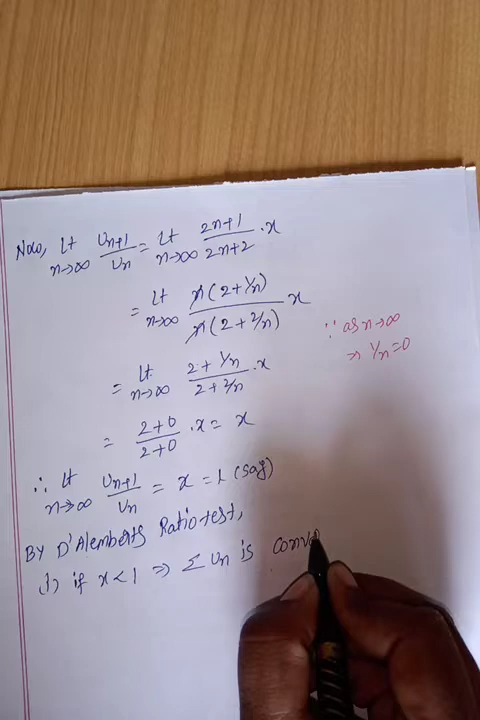 Now, Lt n→∞ Un+1/Un = Lt n→∞ 2n+1/2n+2 .x
= Lt n→∞ n(2+1/n)/n(2+2/n) x
∵ as n→∞
⇒ 1/n=0
= Lt n→∞ 2+1/n/2+2/n .x
= 2+0/2+0 .x = x
∴ Lt n→∞ Un+1/Un = x = l (say)
By D'Alemberts Ratio test,
(i) if x<1 ⇒ Σ Un is conv